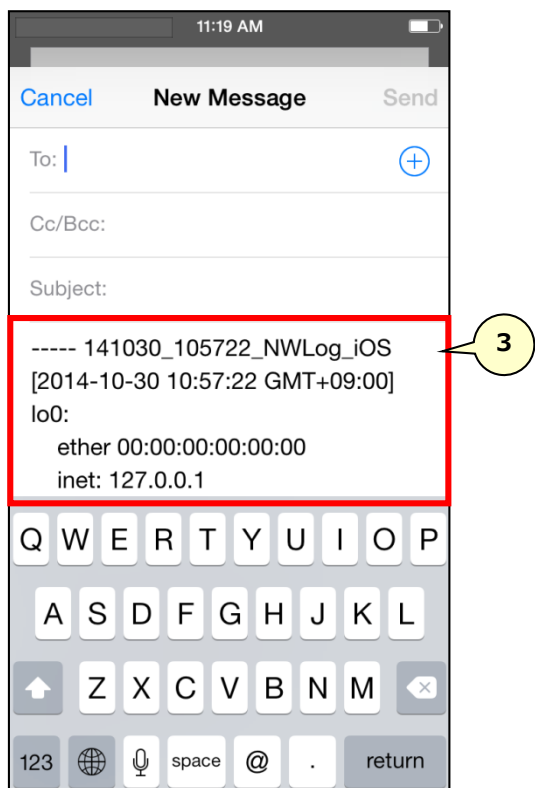 11:19 AM
Cancel New Message Send
To:
Cc/Bcc:
Subject:
----- 141030_105722_NWLog_iOS
[2014-10-30 10:57:22 GMT+09:00]
lo0:
ether 00:00:00:00:00:00
inet: 127.0.0.1
3
Q W E R T Y U I O P
A S D F G H J K L
Z X C V B N M
123 space @ . return